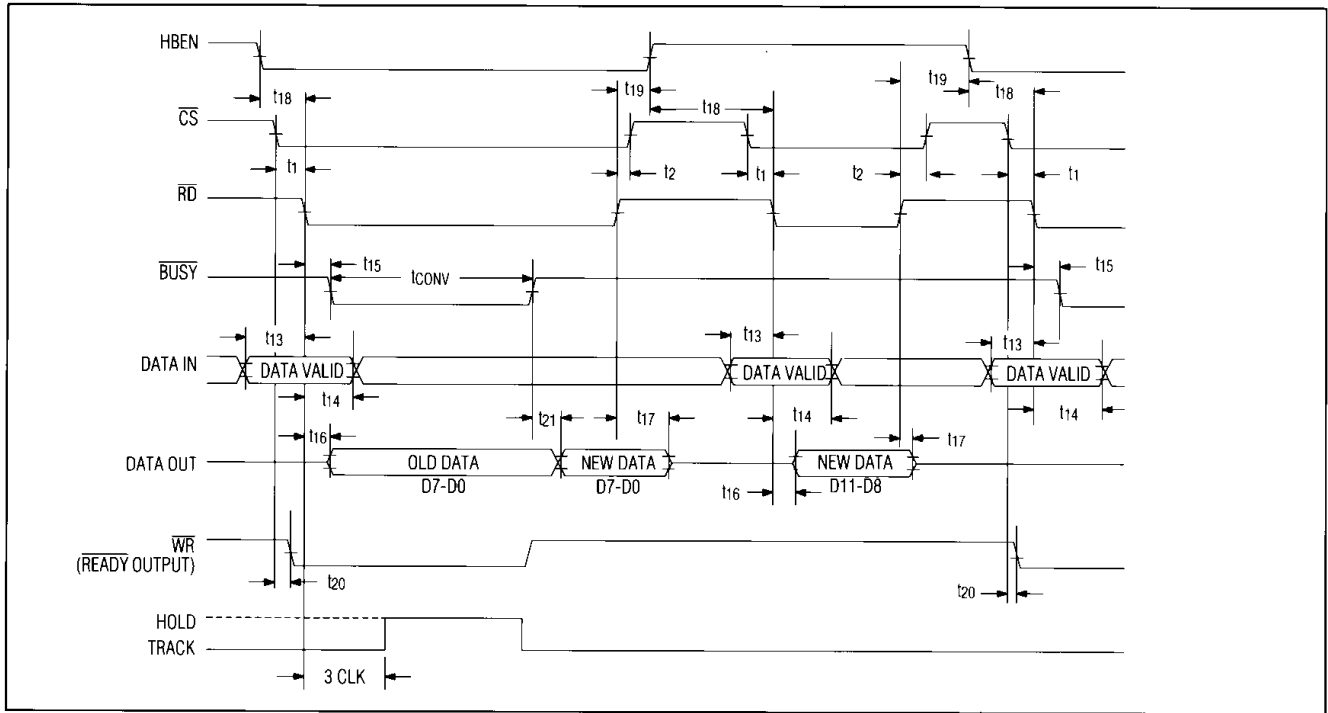 HBEN
t19
t19
t18
t18
t18
CS
t1
t2
t1
t2
t1
RD
t15
tCONV
t15
BUSY
t13
t13
t13
DATA IN
DATA VALID
DATA VALID
DATA VALID
t14
t14
t14
t21
t17
t16
t17
DATA OUT
OLD DATA
NEW DATA
NEW DATA
D7-D0
D7-D0
t16
D11-D8
WR
(READY OUTPUT)
t20
t20
HOLD
TRACK
3 CLK